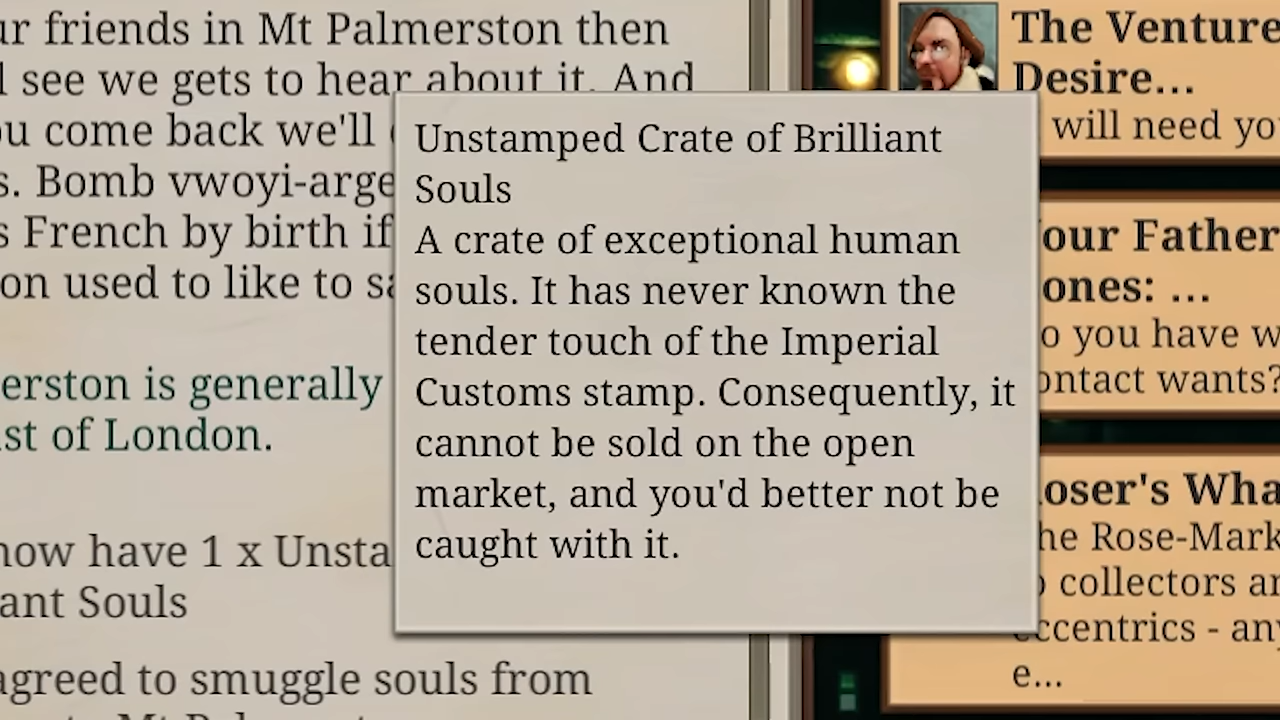 ur friends in Mt Palmerston then
l see we gets to hear about it. And
ou come back we'll
s. Bomb vwoyi-arge
s French by birth if
on used to like to sa
erston is generally
st of London.
now have 1 x Unsta
ant Souls
agreed to smuggle souls from
Unstamped Crate of Brilliant
Souls
A crate of exceptional human
souls. It has never known the
tender touch of the Imperial
Customs stamp. Consequently, it
cannot be sold on the open
market, and you'd better not be
caught with it.
The Venture
Desire...
will need yo
our Father
ones: ...
o you have w
ontact wants?
oser's Wha
he Rose-Mark
collectors an
ccentrics - any
e...